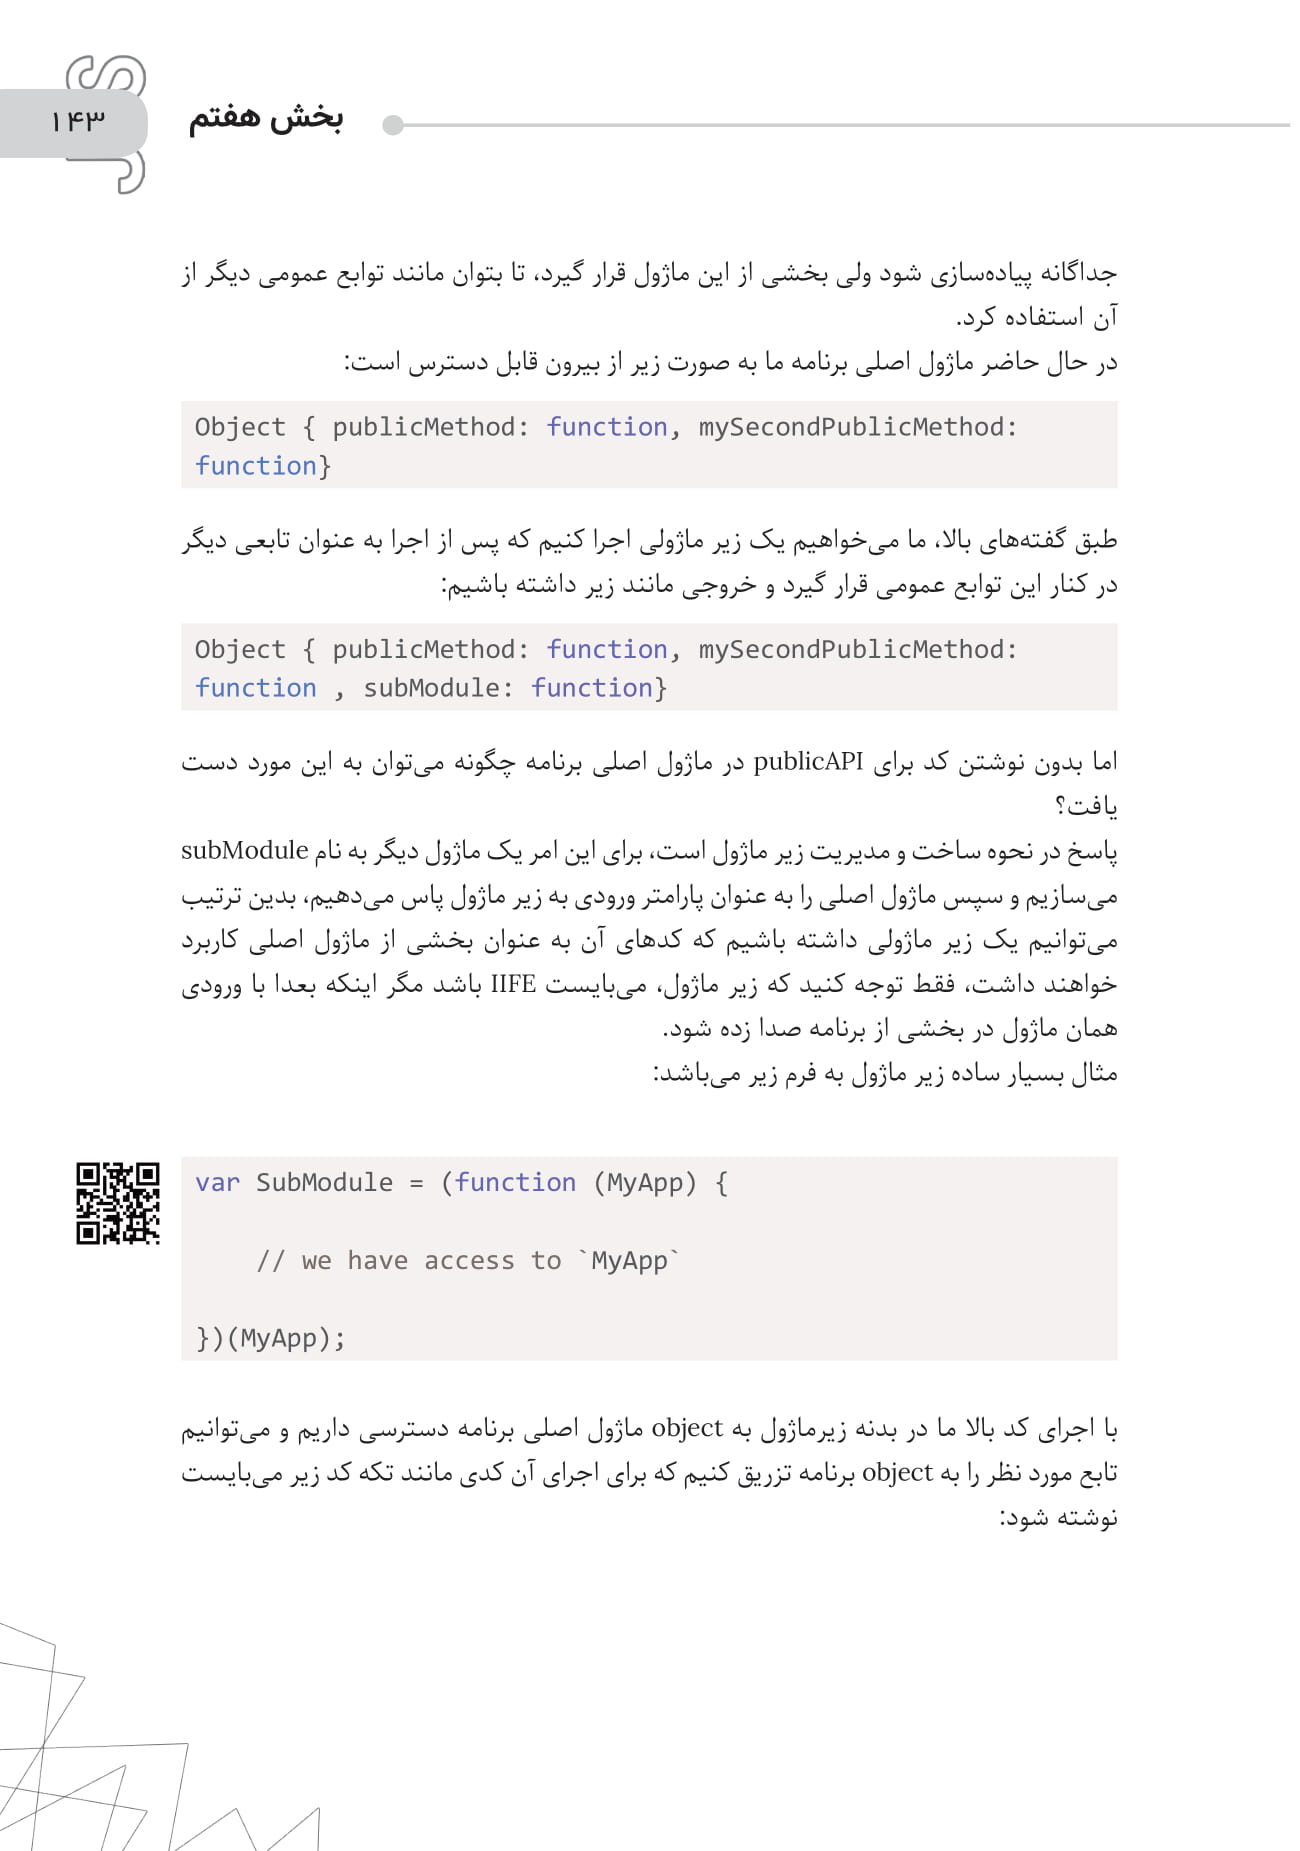 JS
۱۴۳
بخش هفتم
جداگانه پیاده‌سازی شود ولی بخشی از این ماژول قرار گیرد، تا بتوان مانند توابع عمومی دیگر از
آن استفاده کرد.
در حال حاضر ماژول اصلی برنامه ما به صورت زیر از بیرون قابل دسترس است:
Object { publicMethod: function, mySecondPublicMethod:
function}
طبق گفته‌های بالا، ما می‌خواهیم یک زیر ماژولی اجرا کنیم که پس از اجرا به عنوان تابعی دیگر
در کنار این توابع عمومی قرار گیرد و خروجی مانند زیر داشته باشیم:
Object { publicMethod: function, mySecondPublicMethod:
function , subModule: function}
اما بدون نوشتن کد برای publicAPI در ماژول اصلی برنامه چگونه می‌توان به این مورد دست
یافت؟
پاسخ در نحوه ساخت و مدیریت زیر ماژول است، برای این امر یک ماژول دیگر به نام subModule
می‌سازیم و سپس ماژول اصلی را به عنوان پارامتر ورودی به زیر ماژول پاس می‌دهیم، بدین ترتیب
می‌توانیم یک زیر ماژولی داشته باشیم که کدهای آن به عنوان بخشی از ماژول اصلی کاربرد
خواهند داشت، فقط توجه کنید که زیر ماژول، می‌بایست IIFE باشد مگر اینکه بعدا با ورودی
همان ماژول در بخشی از برنامه صدا زده شود.
مثال بسیار ساده زیر ماژول به فرم زیر می‌باشد:
var SubModule = (function (MyApp) {
// we have access to `MyApp`
})(MyApp);
با اجرای کد بالا ما در بدنه زیرماژول به object ماژول اصلی برنامه دسترسی داریم و می‌توانیم
تابع مورد نظر را به object برنامه تزریق کنیم که برای اجرای آن کدی مانند تکه کد زیر می‌بایست
نوشته شود: